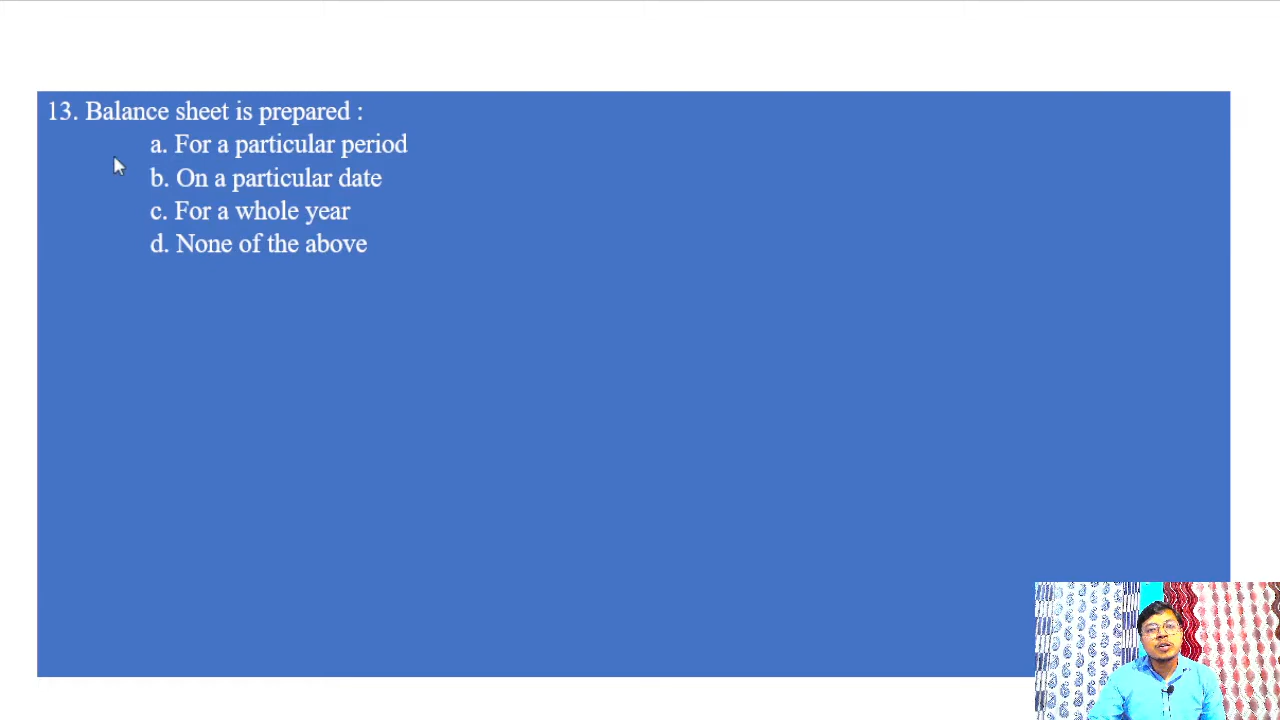 13. Balance sheet is prepared :
a. For a particular period
b. On a particular date
c. For a whole year
d. None of the above